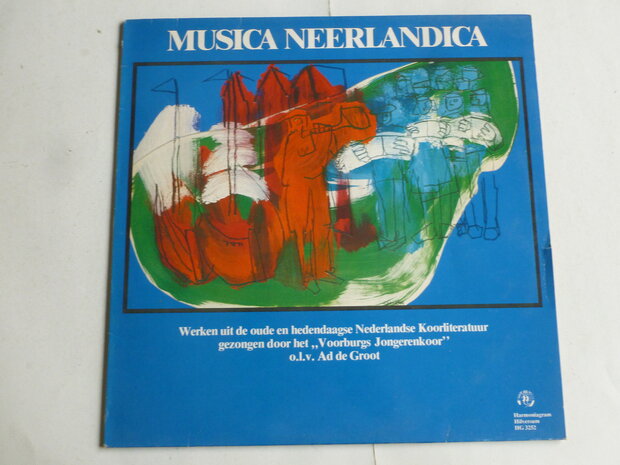 MUSICA NEERLANDICA
Werken uit de oude en hedendaagse Nederlandse Koorliteratuur
gezongen door het „Voorburgs Jongerenkoor”
o.l.v. Ad de Groot
Harmoniagram
Hilversum
HG 3252